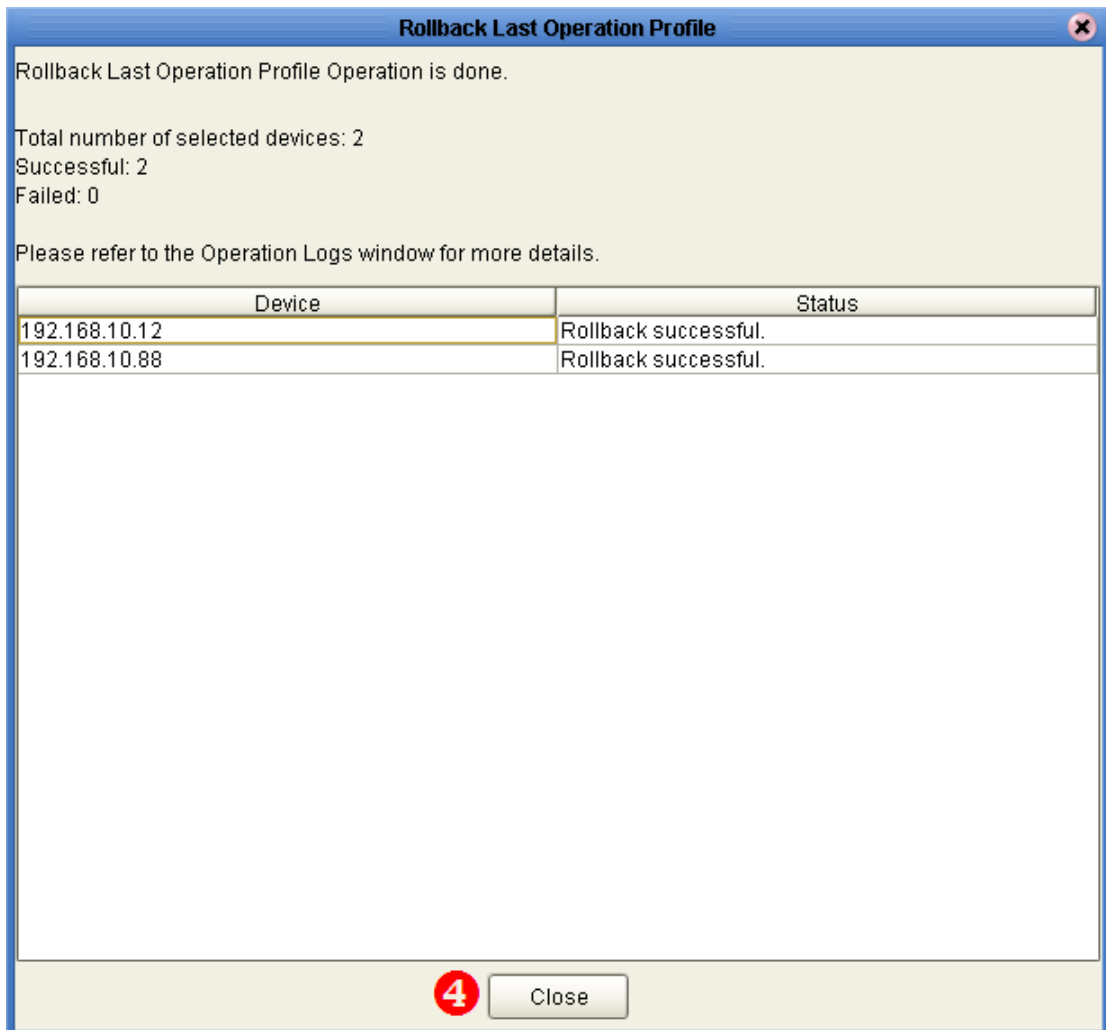 Rollback Last Operation Profile
Rollback Last Operation Profile Operation is done.
Total number of selected devices: 2
Successful: 2
Failed: 0
Please refer to the Operation Logs window for more details.
Device Status
192.168.10.12 Rollback successful.
192.168.10.88 Rollback successful.
4 Close